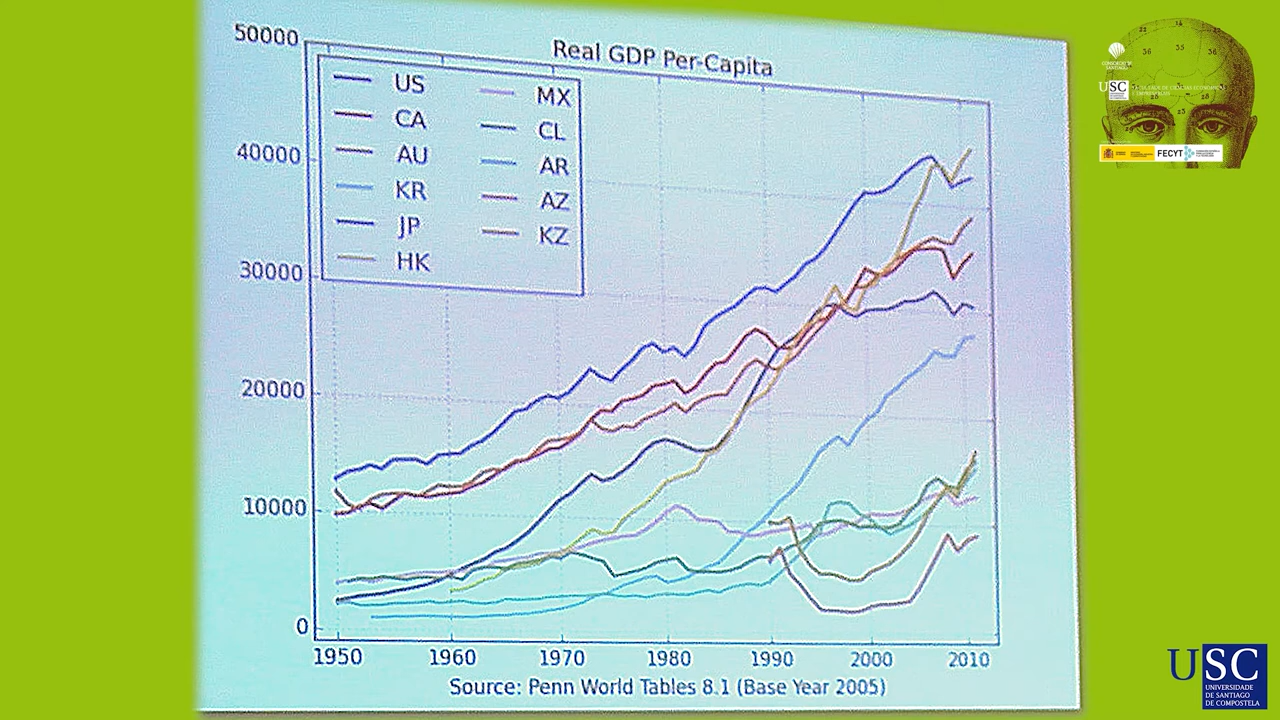 Real GDP Per-Capita
50000
40000
30000
20000
10000
0
US
CA
AU
KR
JP
HK
MX
CL
AR
AZ
KZ
1950 1960 1970 1980 1990 2000 2010
Source: Penn World Tables 8.1 (Base Year 2005)
USC
FECYT
USC
UNIVERSIDADE
DE SANTIAGO
DE COMPOSTELA